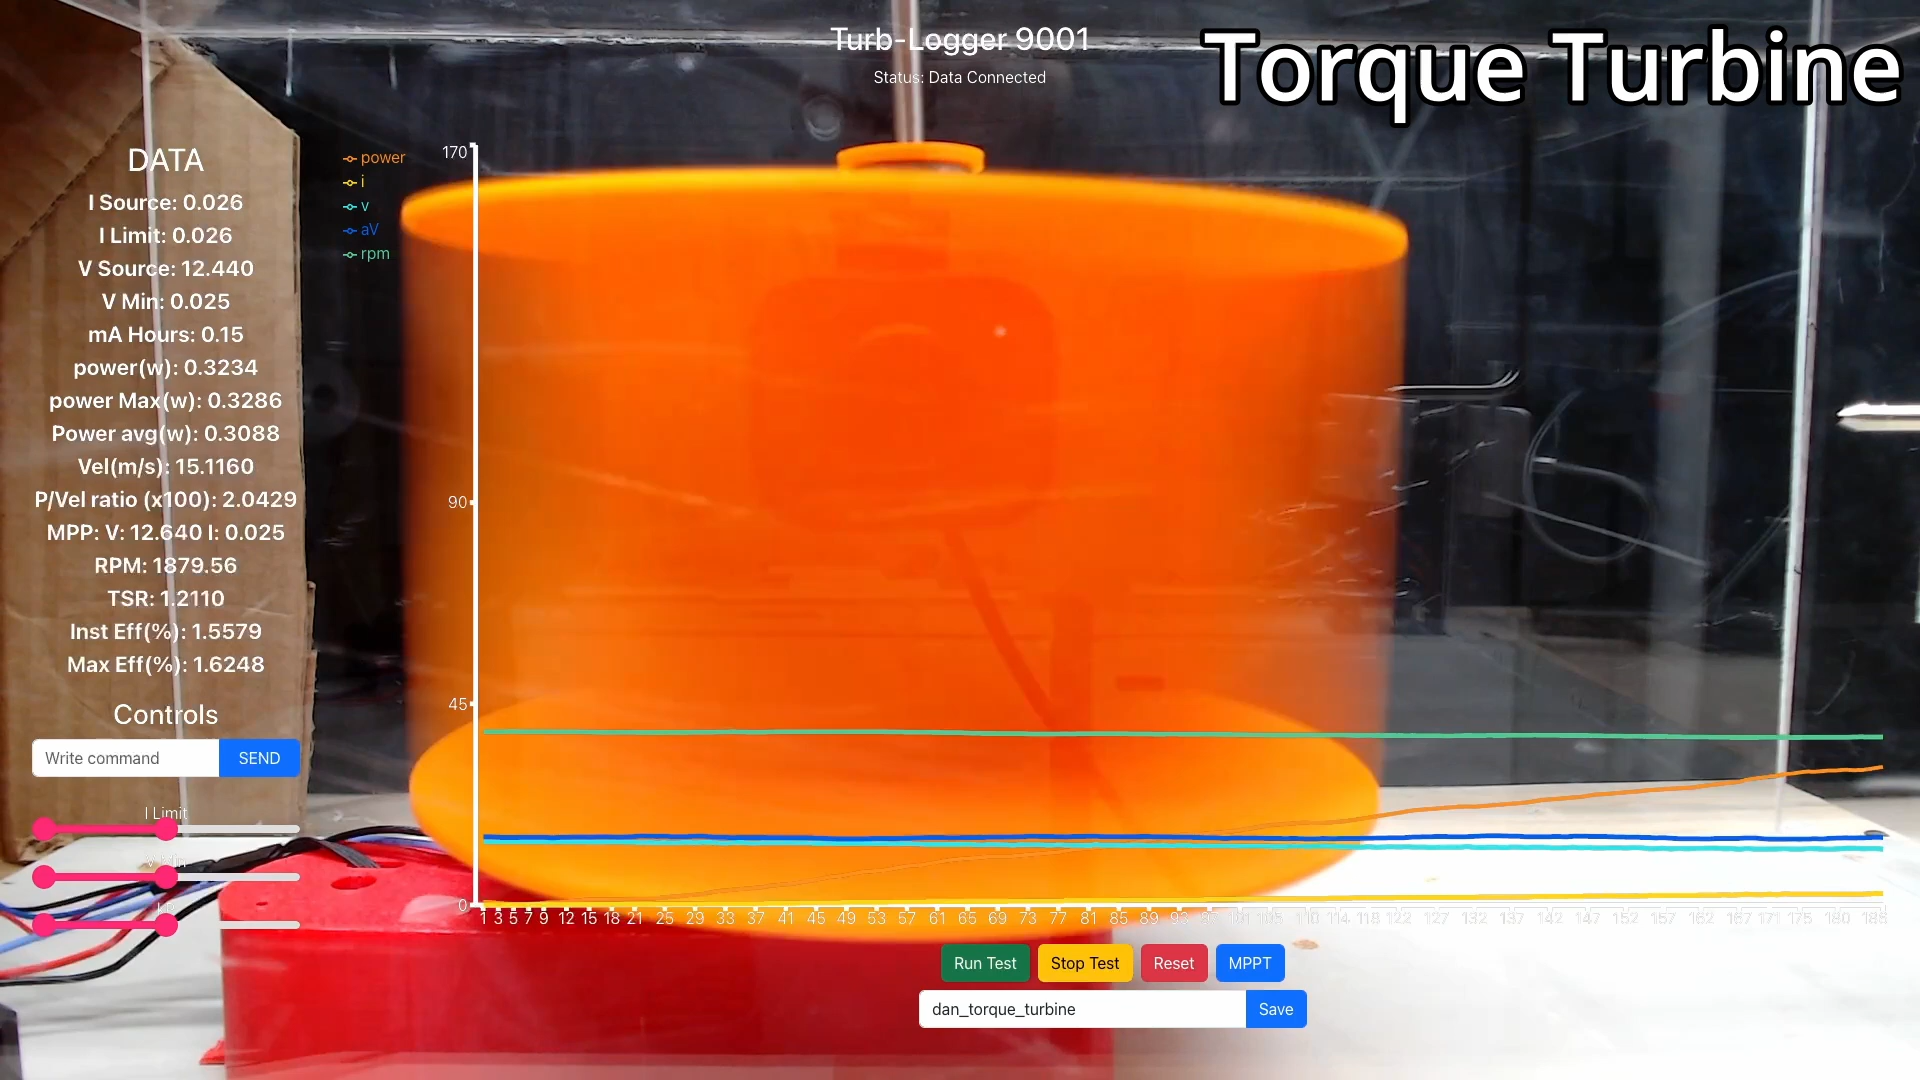 Turb-Logger 9001
Status: Data Connected
Torque Turbine
DATA
I Source: 0.026
I Limit: 0.026
V Source: 12.440
V Min: 0.025
mA Hours: 0.15
power(w): 0.3234
power Max(w): 0.3286
Power avg(w): 0.3088
Vel(m/s): 15.1160
P/Vel ratio (x100): 2.0429
MPP: V: 12.640 I: 0.025
RPM: 1879.56
TSR: 1.2110
Inst Eff(%): 1.5579
Max Eff(%): 1.6248
Controls
Write command SEND
I Limit
power
i
v
aV
rpm
170
90
45
0
1 3 5 7 9 12 15 18 21 25 29 33 37 41 45 49 53 57 61 65 69 73 77 81 85 89 93 97 101 105 110 114 118 122 127 132 137 142 147 152 157 162 167 171 175 180 185
Run Test Stop Test Reset MPPT
dan_torque_turbine Save